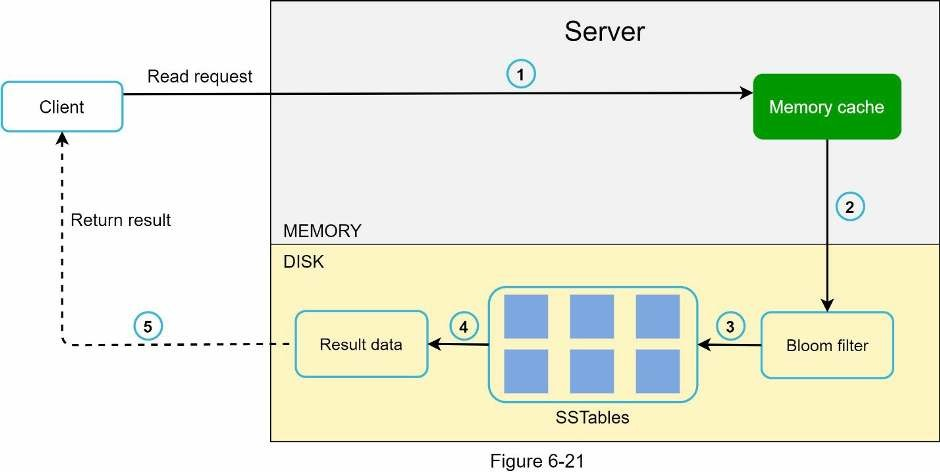 Server
Read request
1
Client
Memory cache
2
Return result
MEMORY
DISK
5
Result data
4
3
Bloom filter
SSTables
Figure 6-21